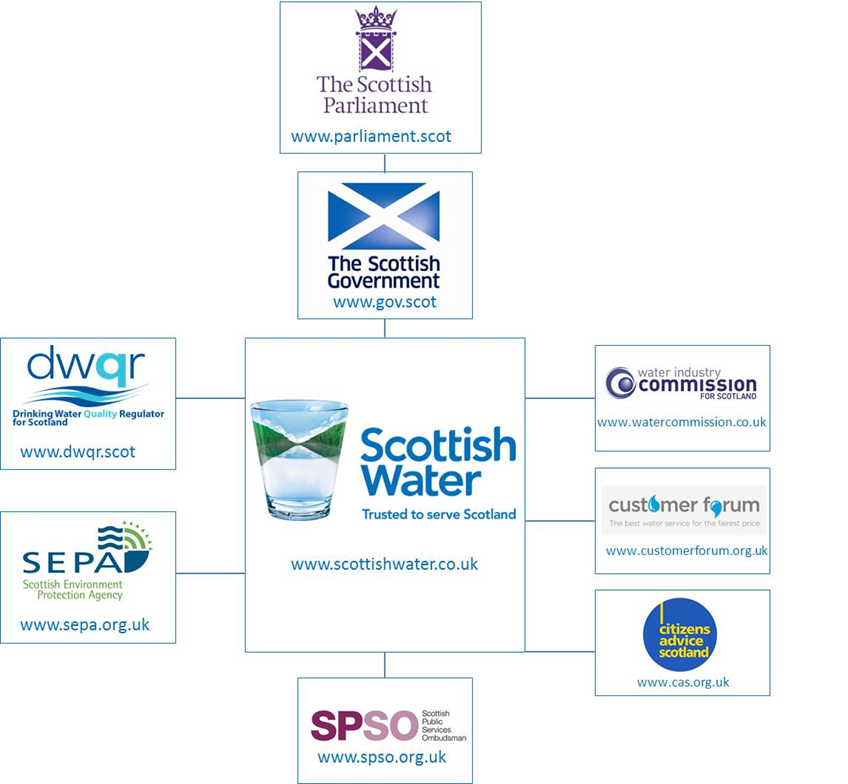 The Scottish
Parliament
www.parliament.scot
The Scottish
Government
www.gov.scot
dwqr
Drinking Water Quality Regulator
for Scotland
www.dwqr.scot
SEPA
Scottish Environment
Protection Agency
www.sepa.org.uk
Scottish
Water
Trusted to serve Scotland
www.scottishwater.co.uk
water industry
commission
FOR SCOTLAND
www.watercommission.co.uk
customer forum
The best water service for the fairest price
www.customerforum.org.uk
citizens
advice
scotland
www.cas.org.uk
SPSO
Scottish
Public
Services
Ombudsman
www.spso.org.uk